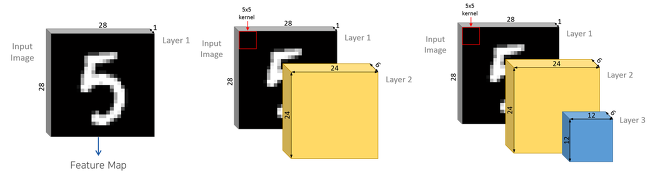 28
1
Input
Image
Layer 1
28
Feature Map
5x5
kernel
28
1
Input
Image
Layer 1
28
24
6
Layer 2
24
5x5
kernel
28
1
Input
Image
Layer 1
28
24
6
Layer 2
24
12
6
Layer 3
12